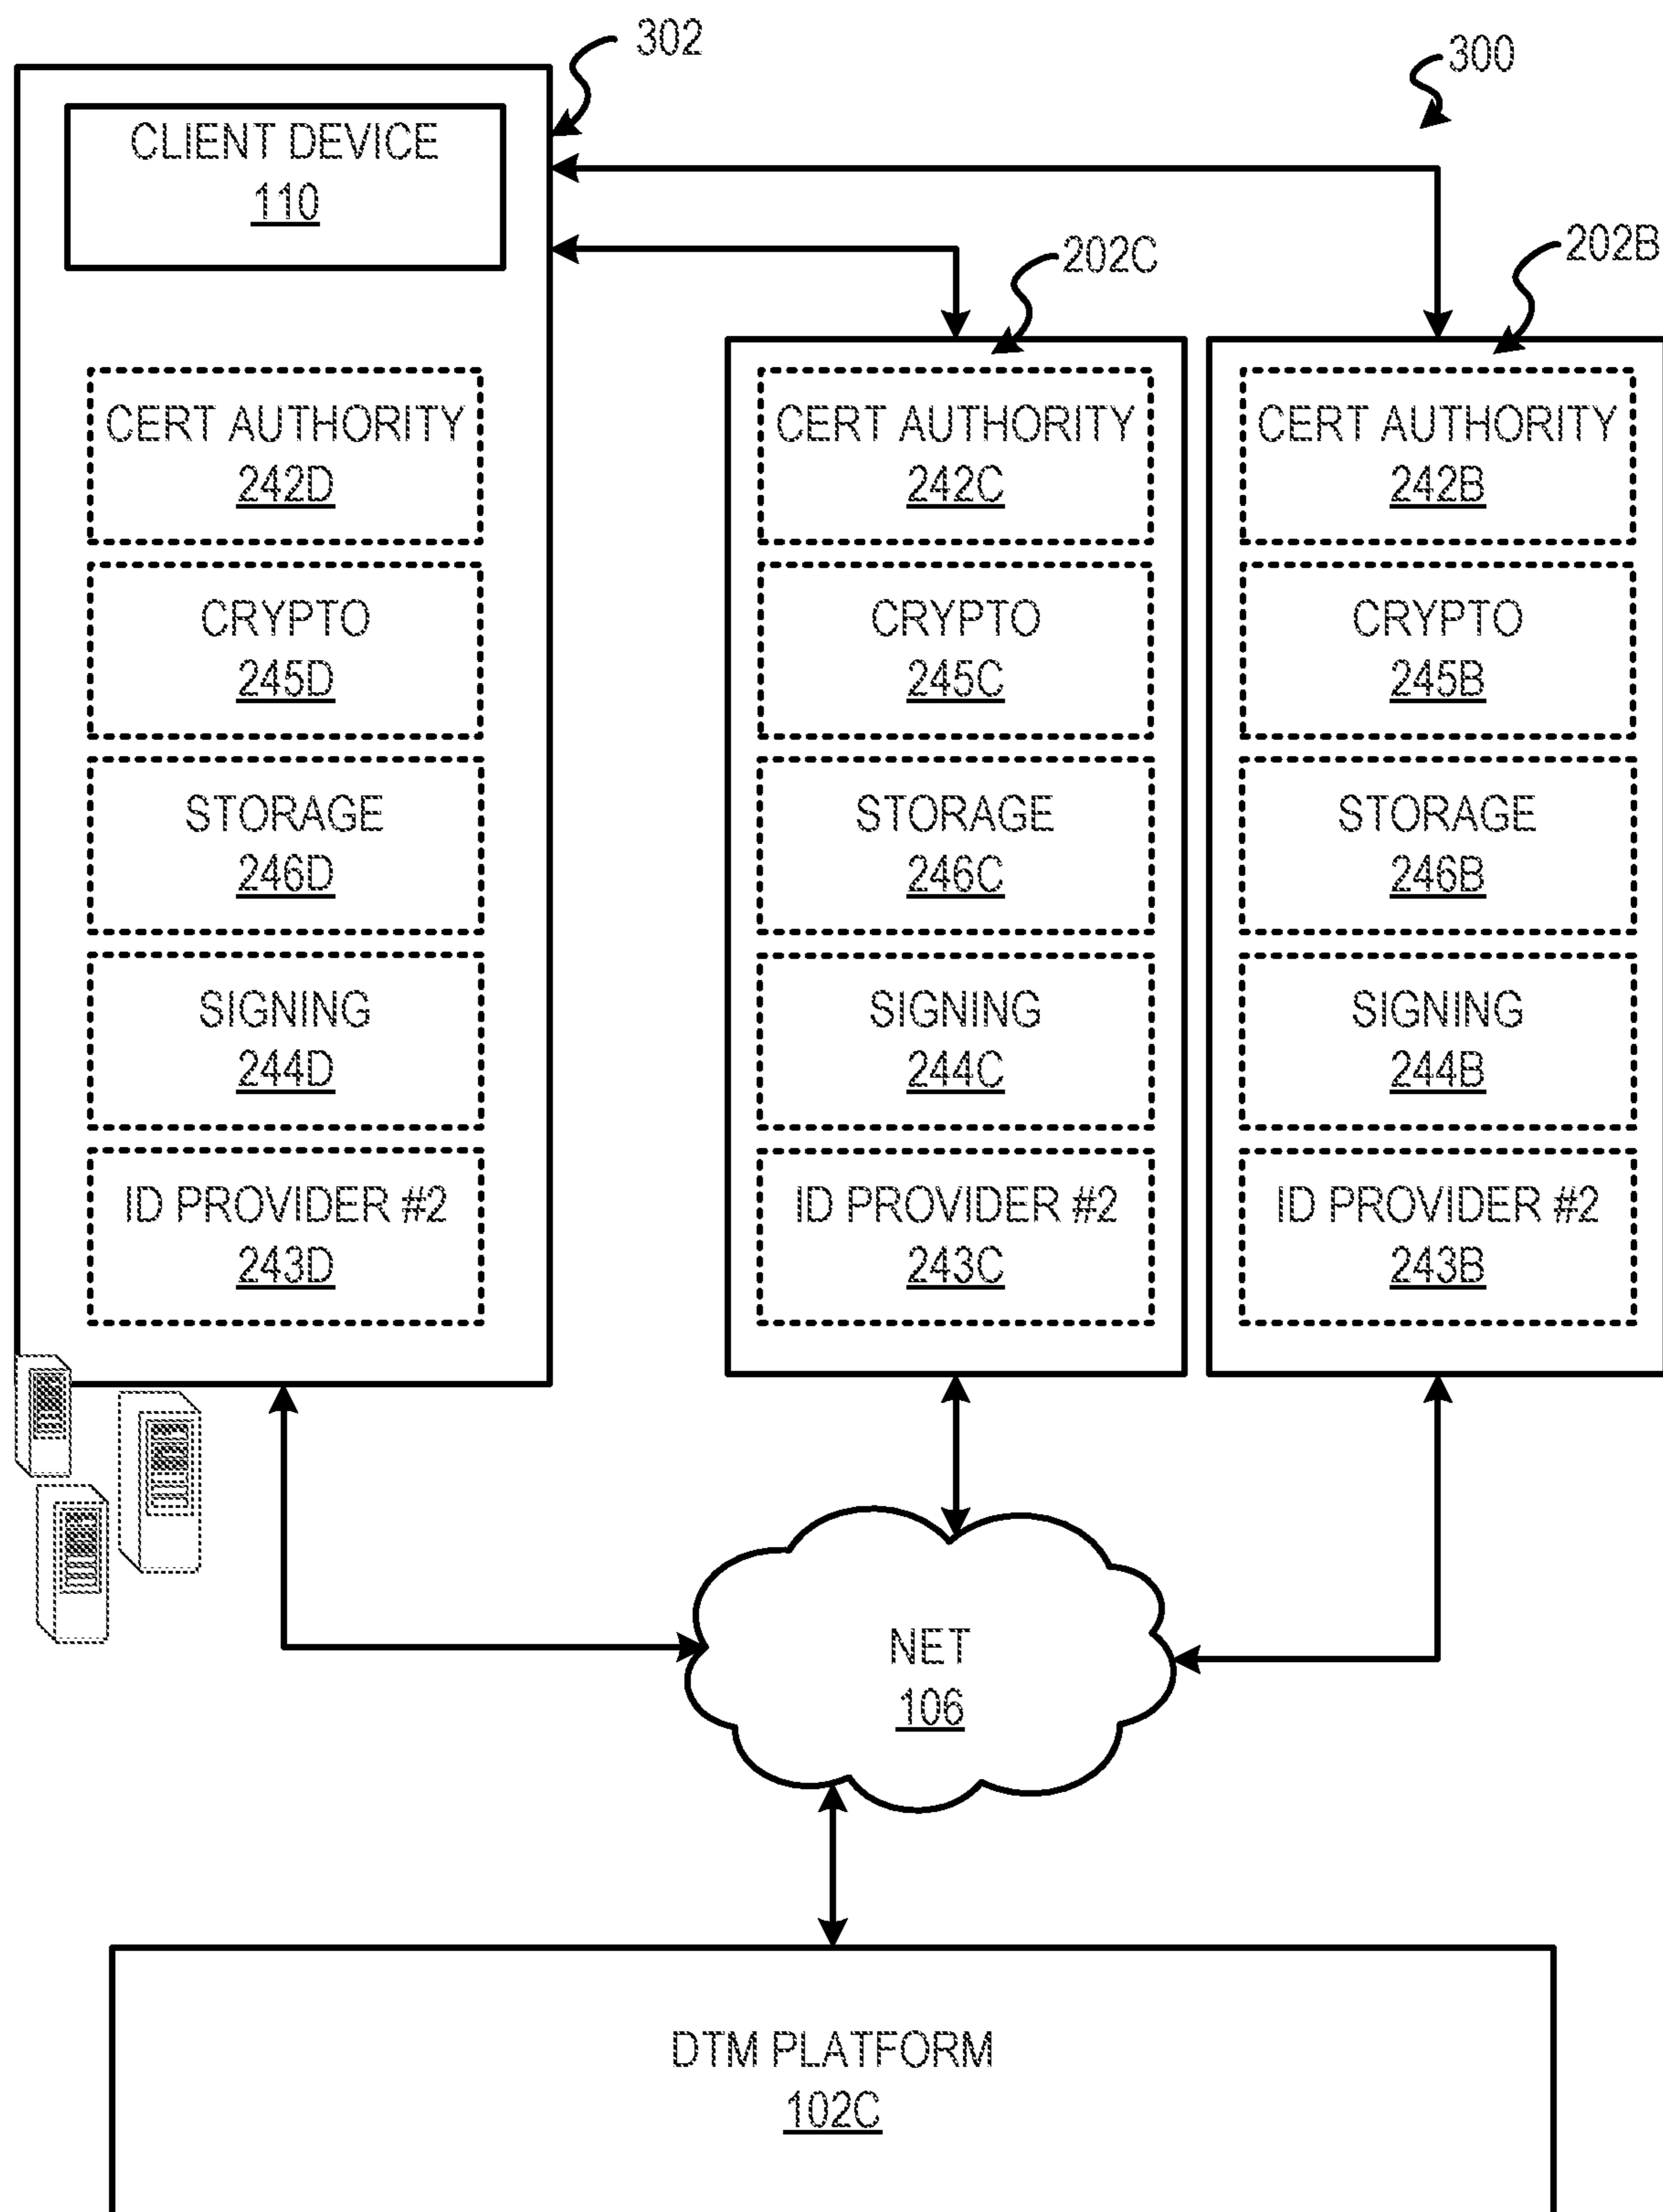 302
300
CLIENT DEVICE
110
202C
202B
CERT AUTHORITY
242D
CRYPTO
245D
STORAGE
246D
SIGNING
244D
ID PROVIDER #2
243D
CERT AUTHORITY
242C
CRYPTO
245C
STORAGE
246C
SIGNING
244C
ID PROVIDER #2
243C
CERT AUTHORITY
242B
CRYPTO
245B
STORAGE
246B
SIGNING
244B
ID PROVIDER #2
243B
NET
106
DTM PLATFORM
102C